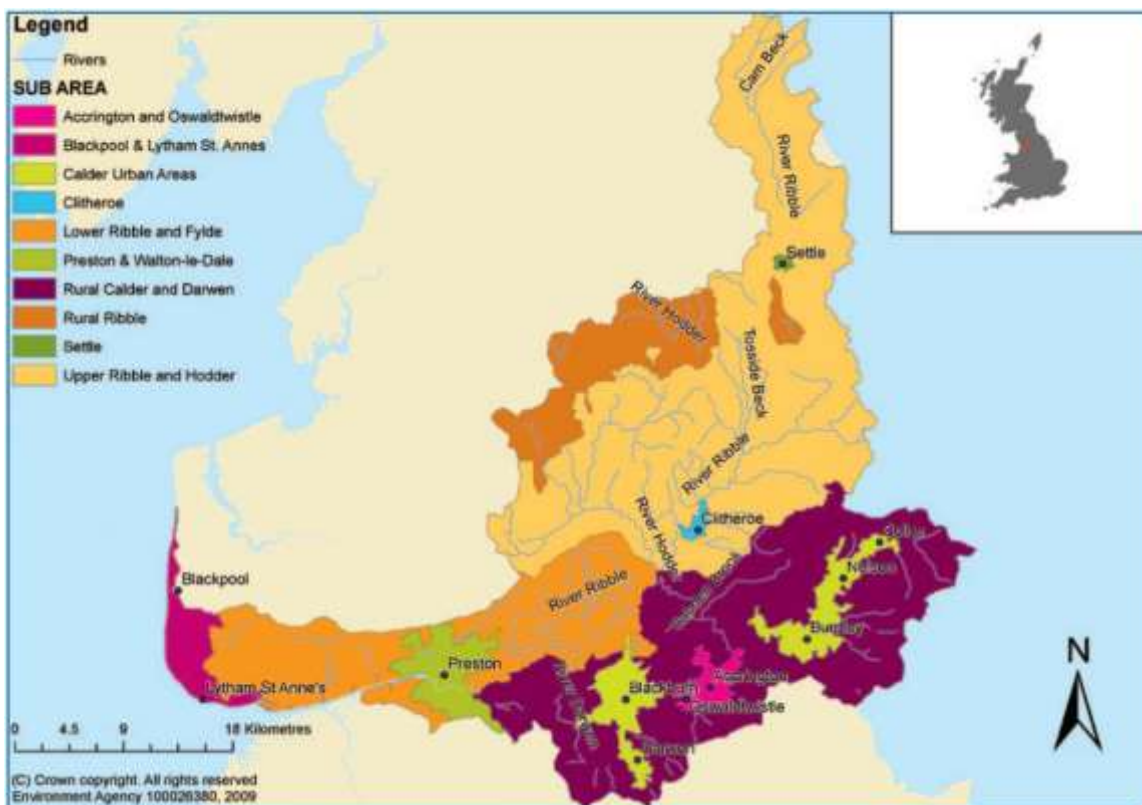 Legend
Rivers
SUB AREA
Accrington and Oswaldtwistle
Blackpool & Lytham St. Annes
Calder Urban Areas
Clitheroe
Lower Ribble and Fylde
Preston & Walton-le-Dale
Rural Calder and Darwen
Rural Ribble
Settle
Upper Ribble and Hodder
Cam Beck
River Ribble
Settle
River Hodder
Tosside Beck
River Ribble
Clitheroe
River Hodder
Colne
Nelson
Burnley
River Ribble
Blackpool
Preston
Lytham St Anne's
Accrington
Blackburn
Oswaldtwistle
River Darwen
Darwen
N
0 4.5 9 18 Kilometres
(C) Crown copyright. All rights reserved
Environment Agency 100026380, 2009